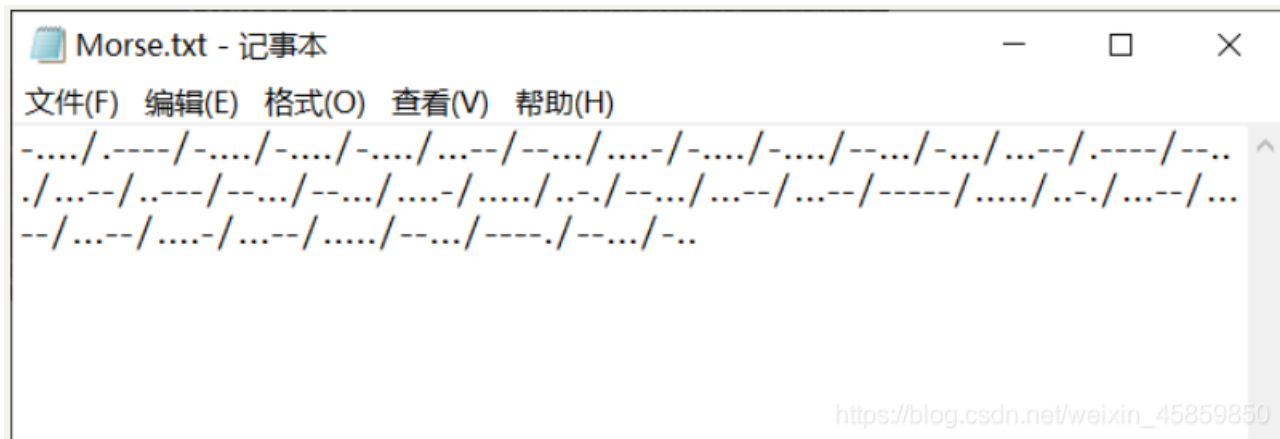 Morse.txt - 记事本
文件(F) 编辑(E) 格式(O) 查看(V) 帮助(H)
-..../.----/-..../-..../-..../...--/--.../....-/-..../-..../--.../-.../...--/.----/--..
./...--/..---/--.../--.../....-/...../..-./--.../...--/...--/-----/...../..-./...--/...
--/...--/....-/...--/...../--.../----./--.../-..
https://blog.csdn.net/weixin_45859850